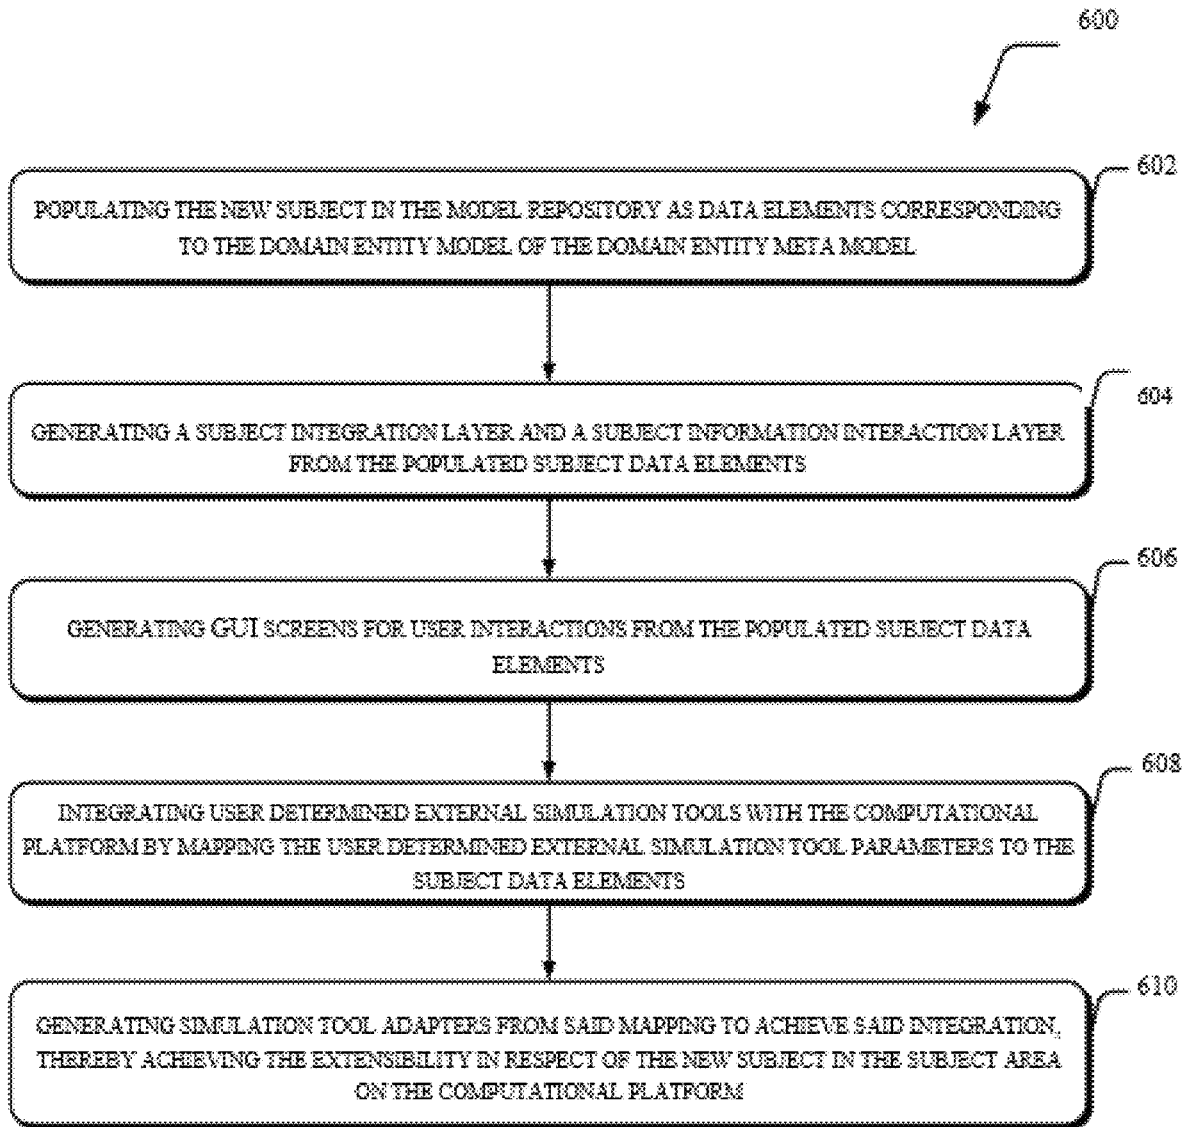 600
602
POPULATING THE NEW SUBJECT IN THE MODEL REPOSITORY AS DATA ELEMENTS CORRESPONDING
TO THE DOMAIN ENTITY MODEL OF THE DOMAIN ENTITY META MODEL
604
GENERATING A SUBJECT INTEGRATION LAYER AND A SUBJECT INFORMATION INTERACTION LAYER
FROM THE POPULATED SUBJECT DATA ELEMENTS
606
GENERATING GUI SCREENS FOR USER INTERACTIONS FROM THE POPULATED SUBJECT DATA
ELEMENTS
608
INTEGRATING USER DETERMINED EXTERNAL SIMULATION TOOLS WITH THE COMPUTATIONAL
PLATFORM BY MAPPING THE USER DETERMINED EXTERNAL SIMULATION TOOL PARAMETERS TO THE
SUBJECT DATA ELEMENTS
610
GENERATING SIMULATION TOOL ADAPTERS FROM SAID MAPPING TO ACHIEVE SAID INTEGRATION,
THEREBY ACHIEVING THE EXTENSIBILITY IN RESPECT OF THE NEW SUBJECT IN THE SUBJECT AREA
ON THE COMPUTATIONAL PLATFORM